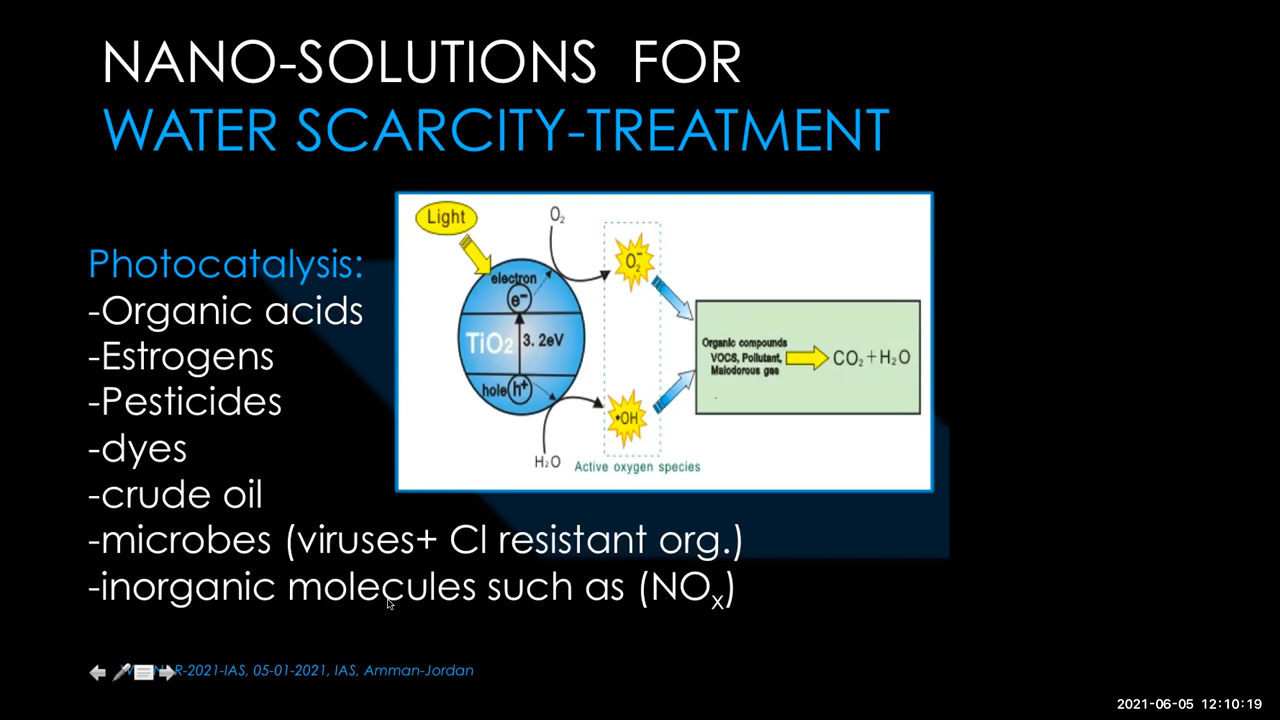 NANO-SOLUTIONS FOR
WATER SCARCITY-TREATMENT
Photocatalysis:
-Organic acids
-Estrogens
-Pesticides
-dyes
-crude oil
-microbes (viruses+ Cl resistant org.)
-inorganic molecules such as (NOₓ)
Light
O₂
electron
e⁻
TiO₂
3. 2eV
hole
h⁺
H₂O
O₂⁻
•OH
Active oxygen species
Organic compounds
VOCS, Pollutant,
Malodorous gas
CO₂+H₂O
R-2021-IAS, 05-01-2021, IAS, Amman-Jordan
2021-06-05 12:10:19